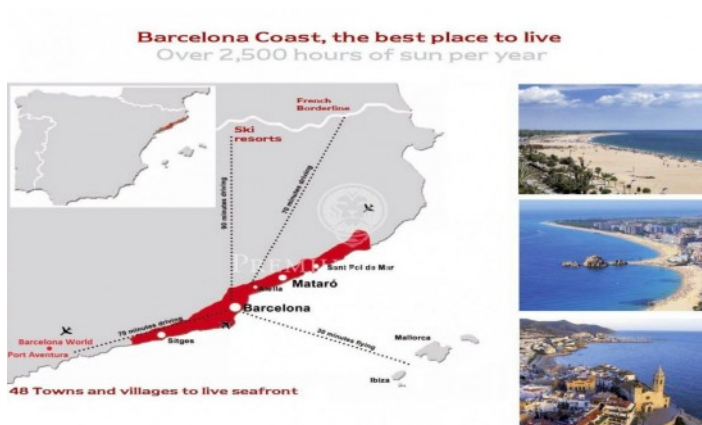 Barcelona Coast, the best place to live
Over 2,500 hours of sun per year
French
Borderline
Ski
resorts
90 minutes driving
70 minutes driving
Sant Pol de Mar
Mataró
Alella
Barcelona
70 minutes driving
Sitges
30 minutes flying
Barcelona World
Port Aventura
Mallorca
Ibiza
48 Towns and villages to live seafront